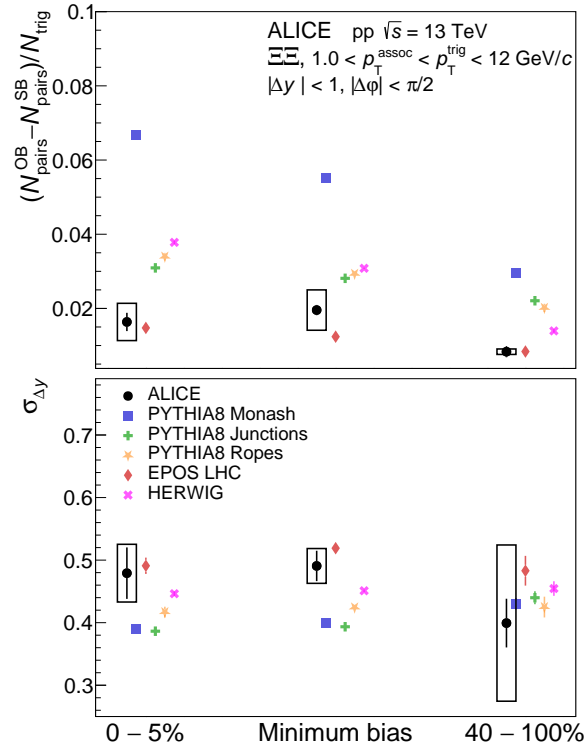 (N_pairs^OB − N_pairs^SB)/N_trig
ALICE pp √s = 13 TeV
ΞΞ, 1.0 < p_T^assoc < p_T^trig < 12 GeV/c
|Δy | < 1, |Δφ| < π/2
0.1
0.08
0.06
0.04
0.02
σ_Δy
ALICE
PYTHIA8 Monash
PYTHIA8 Junctions
PYTHIA8 Ropes
EPOS LHC
HERWIG
0.7
0.6
0.5
0.4
0.3
0 − 5% Minimum bias 40 − 100%